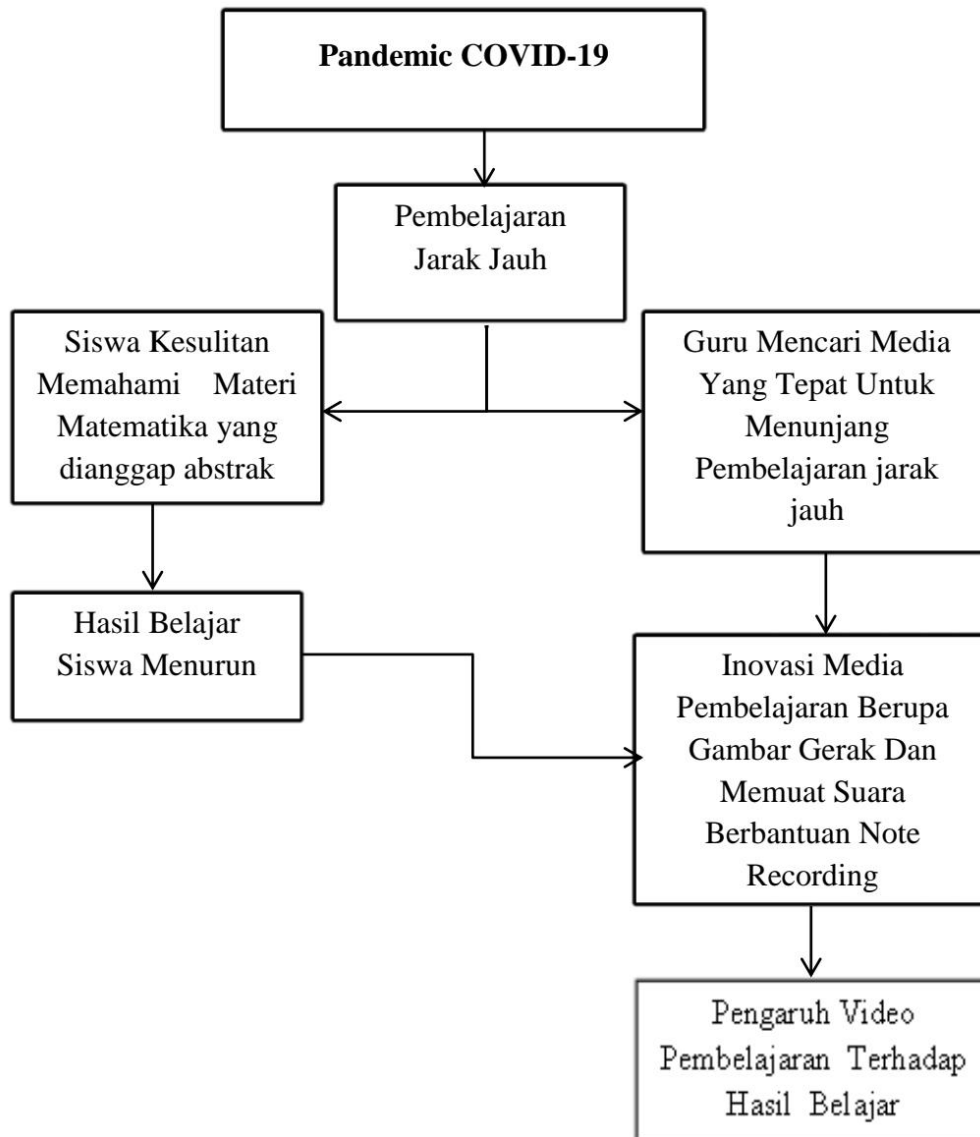 Pandemic COVID-19
Pembelajaran
Jarak Jauh
Siswa Kesulitan
Memahami Materi
Matematika yang
dianggap abstrak
Guru Mencari Media
Yang Tepat Untuk
Menunjang
Pembelajaran jarak
jauh
Hasil Belajar
Siswa Menurun
Inovasi Media
Pembelajaran Berupa
Gambar Gerak Dan
Memuat Suara
Berbantuan Note
Recording
Pengaruh Video
Pembelajaran Terhadap
Hasil Belajar